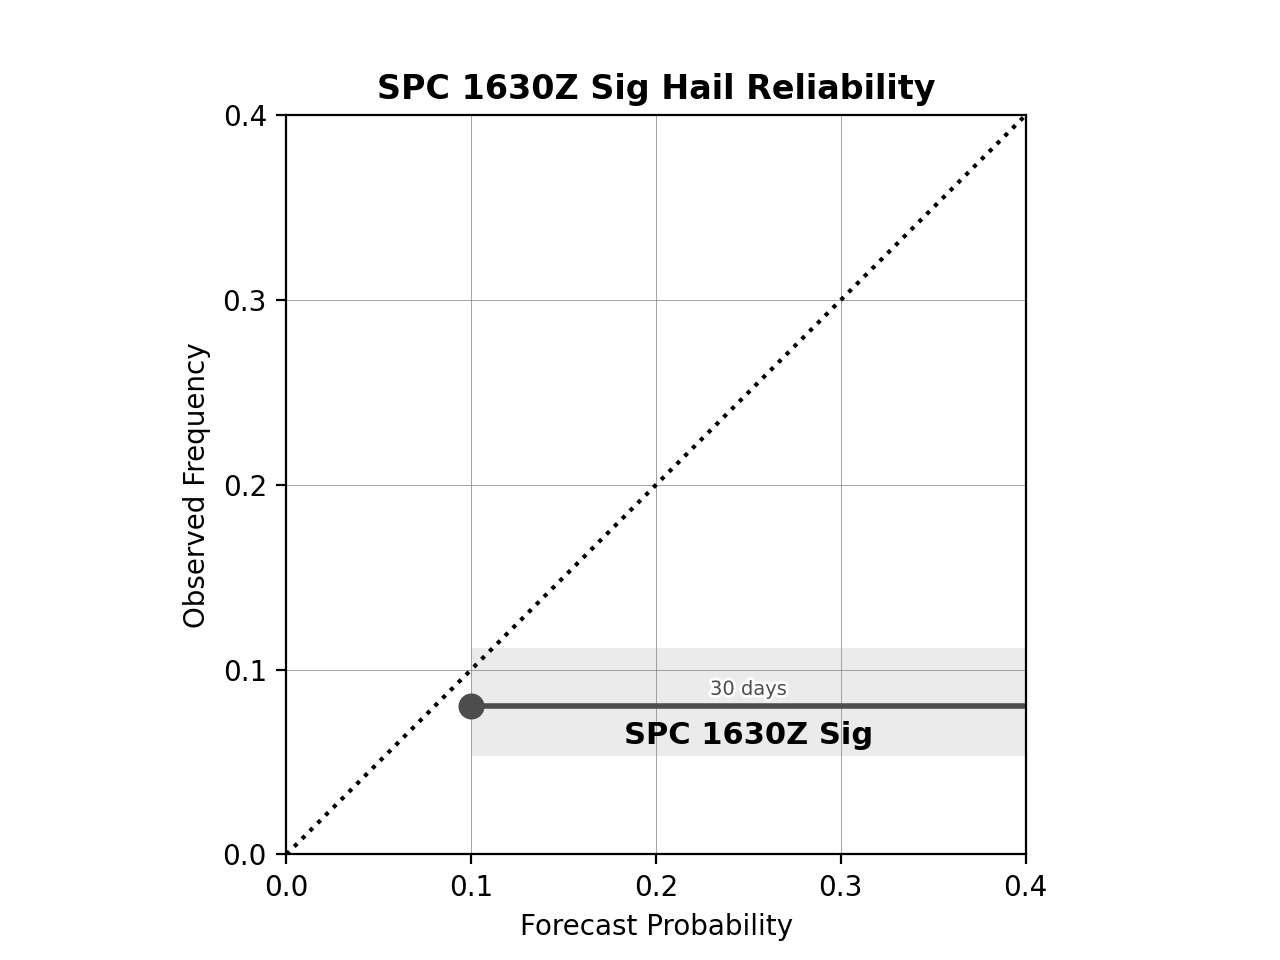 SPC 1630Z Sig Hail Reliability
0.4
0.3
0.2
0.1
0.0
Observed Frequency
30 days
SPC 1630Z Sig
0.0 0.1 0.2 0.3 0.4
Forecast Probability